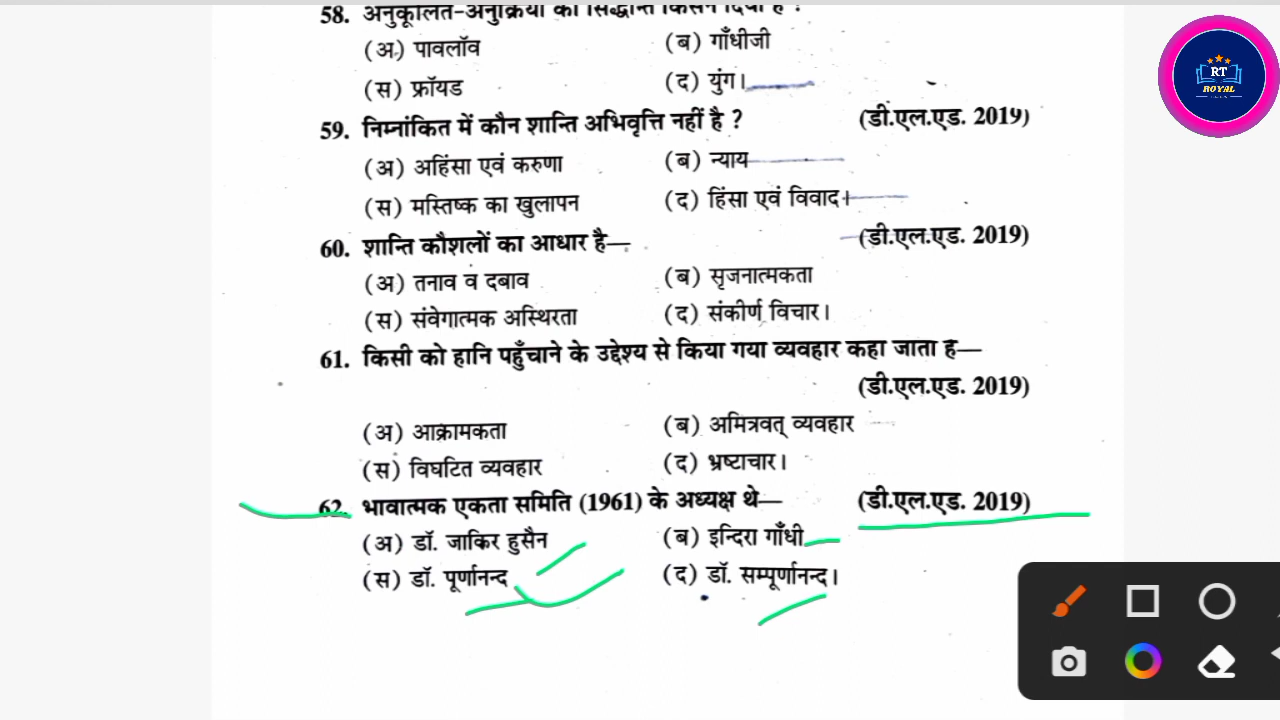 58. अनुकूलित-अनुक्रिया का सिद्धान्त किसने दिया है ?
(अ) पावलॉव (ब) गाँधीजी
(स) फ्रॉयड (द) युंग।
59. निम्नांकित में कौन शान्ति अभिवृत्ति नहीं है ? (डी.एल.एड. 2019)
(अ) अहिंसा एवं करुणा (ब) न्याय
(स) मस्तिष्क का खुलापन (द) हिंसा एवं विवाद।
60. शान्ति कौशलों का आधार है— (डी.एल.एड. 2019)
(अ) तनाव व दबाव (ब) सृजनात्मकता
(स) संवेगात्मक अस्थिरता (द) संकीर्ण विचार।
61. किसी को हानि पहुँचाने के उद्देश्य से किया गया व्यवहार कहा जाता है—
(डी.एल.एड. 2019)
(अ) आक्रामकता (ब) अमित्रवत् व्यवहार
(स) विघटित व्यवहार (द) भ्रष्टाचार।
62. भावात्मक एकता समिति (1961) के अध्यक्ष थे— (डी.एल.एड. 2019)
(अ) डॉ. जाकिर हुसैन (ब) इन्दिरा गाँधी
(स) डॉ. पूर्णानन्द (द) डॉ. सम्पूर्णानन्द।
RT
ROYAL